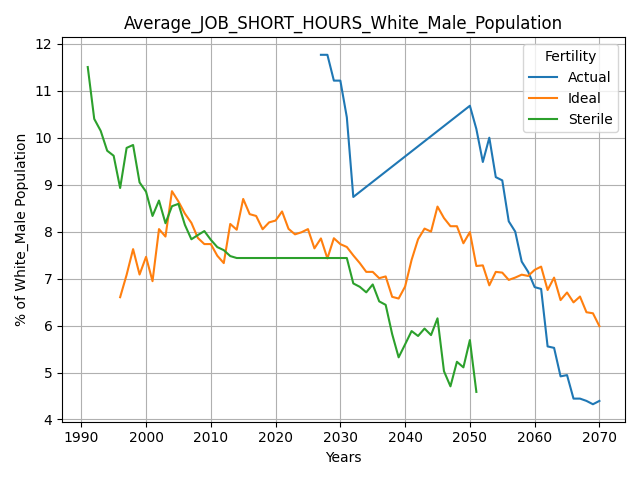 Average_JOB_SHORT_HOURS_White_Male_Population
% of White_Male Population
12
11
10
9
8
7
6
5
4
Fertility
Actual
Ideal
Sterile
1990 2000 2010 2020 2030 2040 2050 2060 2070
Years